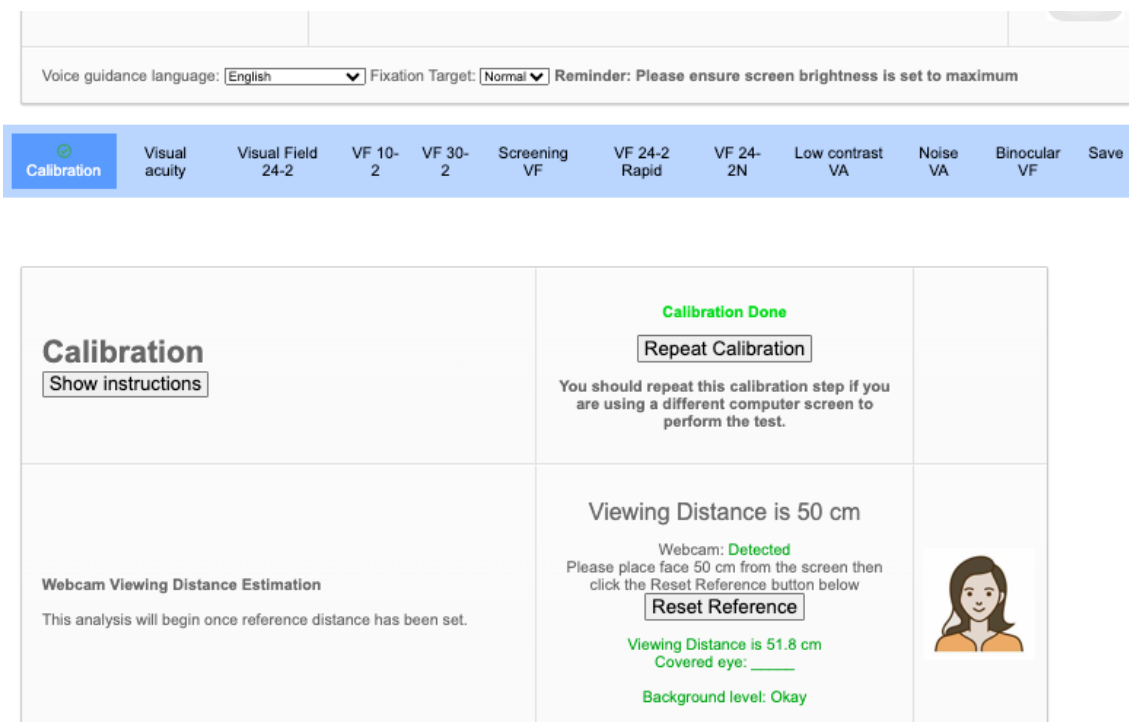 Voice guidance language: English Fixation Target: Normal Reminder: Please ensure screen brightness is set to maximum
Calibration
Visual acuity
Visual Field 24-2
VF 10-2
VF 30-2
Screening VF
VF 24-2 Rapid
VF 24-2N
Low contrast VA
Noise VA
Binocular VF
Save
Calibration
Show instructions
Calibration Done
Repeat Calibration
You should repeat this calibration step if you
are using a different computer screen to
perform the test.
Webcam Viewing Distance Estimation
This analysis will begin once reference distance has been set.
Viewing Distance is 50 cm
Webcam: Detected
Please place face 50 cm from the screen then
click the Reset Reference button below
Reset Reference
Viewing Distance is 51.8 cm
Covered eye: _____
Background level: Okay